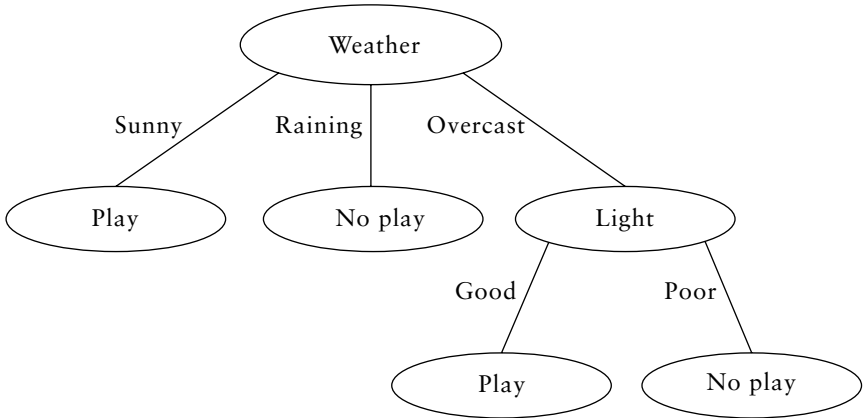 Weather
Sunny
Raining
Overcast
Play
No play
Light
Good
Poor
Play
No play